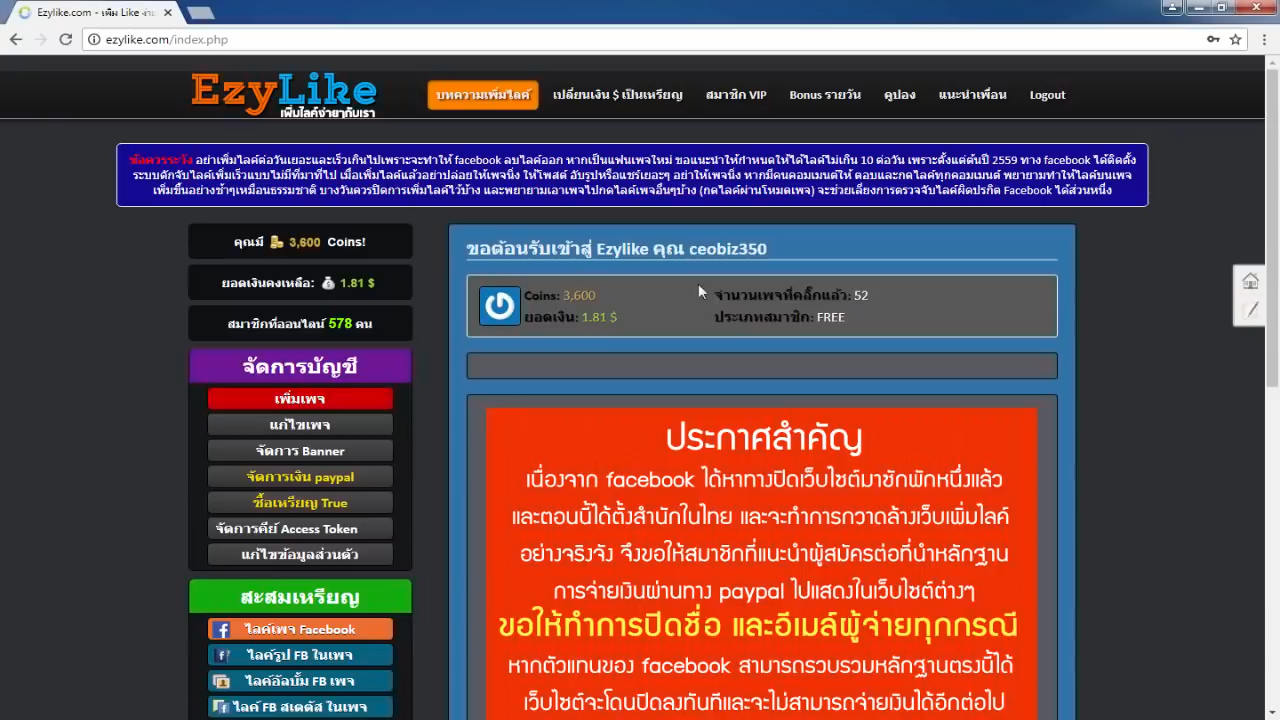 Ezylike.com - เพิ่ม Like ง่า
ezylike.com/index.php
EzyLike
เพิ่มไลค์ง่ายๆกับเรา
บทความเพิ่มไลค์ เปลี่ยนเงิน $ เป็นเหรียญ สมาชิก VIP Bonus รายวัน คูปอง แนะนำเพื่อน Logout
ข้อควรระวัง อย่าเพิ่มไลค์ต่อวันเยอะและเร็วเกินไปเพราะจะทำให้ facebook ลบไลค์ออก หากเป็นแฟนเพจใหม่ ขอแนะนำให้กำหนดให้ได้ไลค์ไม่เกิน 10 ต่อวัน เพราะตั้งแต่ต้นปี 2559 ทาง facebook ได้ติดตั้ง
ระบบดักจับไลค์เพิ่มเร็วแบบไม่มีที่มาที่ไป เมื่อเพิ่มไลค์แล้วอย่าปล่อยให้เพจนิ่ง ให้โพสต์ อับรูปหรือแชร์เยอะๆ อย่าให้เพจนิ่ง หากมีคนคอมเมนต์ให้ ตอบและกดไลค์ทุกคอมเมนต์ พยายามทำให้ไลค์บนเพจ
เพิ่มขึ้นอย่างช้าๆเหมือนธรรมชาติ บางวันควรปิดการเพิ่มไลค์ไว้บ้าง และพยายามเอาเพจไปกดไลค์เพจอื่นๆบ้าง (กดไลค์ผ่านโหมดเพจ) จะช่วยเลี่ยงการตรวจจับไลค์ผิดปรกติ Facebook ได้ส่วนหนึ่ง
คุณมี 3,600 Coins!
ยอดเงินคงเหลือ: 1.81 $
สมาชิกที่ออนไลน์ 578 คน
จัดการบัญชี
เพิ่มเพจ
แก้ไขเพจ
จัดการ Banner
จัดการเงิน paypal
ซื้อเหรียญ True
จัดการคีย์ Access Token
แก้ไขข้อมูลส่วนตัว
สะสมเหรียญ
ไลค์เพจ Facebook
ไลค์รูป FB ในเพจ
ไลค์อัลบั้ม FB เพจ
ไลค์ FB สเตตัส ในเพจ
ขอต้อนรับเข้าสู่ Ezylike คุณ ceobiz350
Coins: 3,600 จำนวนเพจที่คลิ๊กแล้ว: 52
ยอดเงิน: 1.81 $ ประเภทสมาชิก: FREE
ประกาศสำคัญ
เนื่องจาก facebook ได้หาทางปิดเว็บไซต์มาซักพักหนึ่งแล้ว
และตอนนี้ได้ตั้งสำนักในไทย และจะทำการกวาดล้างเว็บเพิ่มไลค์
อย่างจริงจัง จึงขอให้สมาชิกที่แนะนำผู้สมัครต่อที่นำหลักฐาน
การจ่ายเงินผ่านทาง paypal ไปแสดงในเว็บไซต์ต่างๆ
ขอให้ทำการปิดชื่อ และอีเมล์ผู้จ่ายทุกกรณี
หากตัวแทนของ facebook สามารถรวบรวมหลักฐานตรงนี้ได้
เว็บไซต์จะโดนปิดลงทันทีและจะไม่สามารถจ่ายเงินได้อีกต่อไป